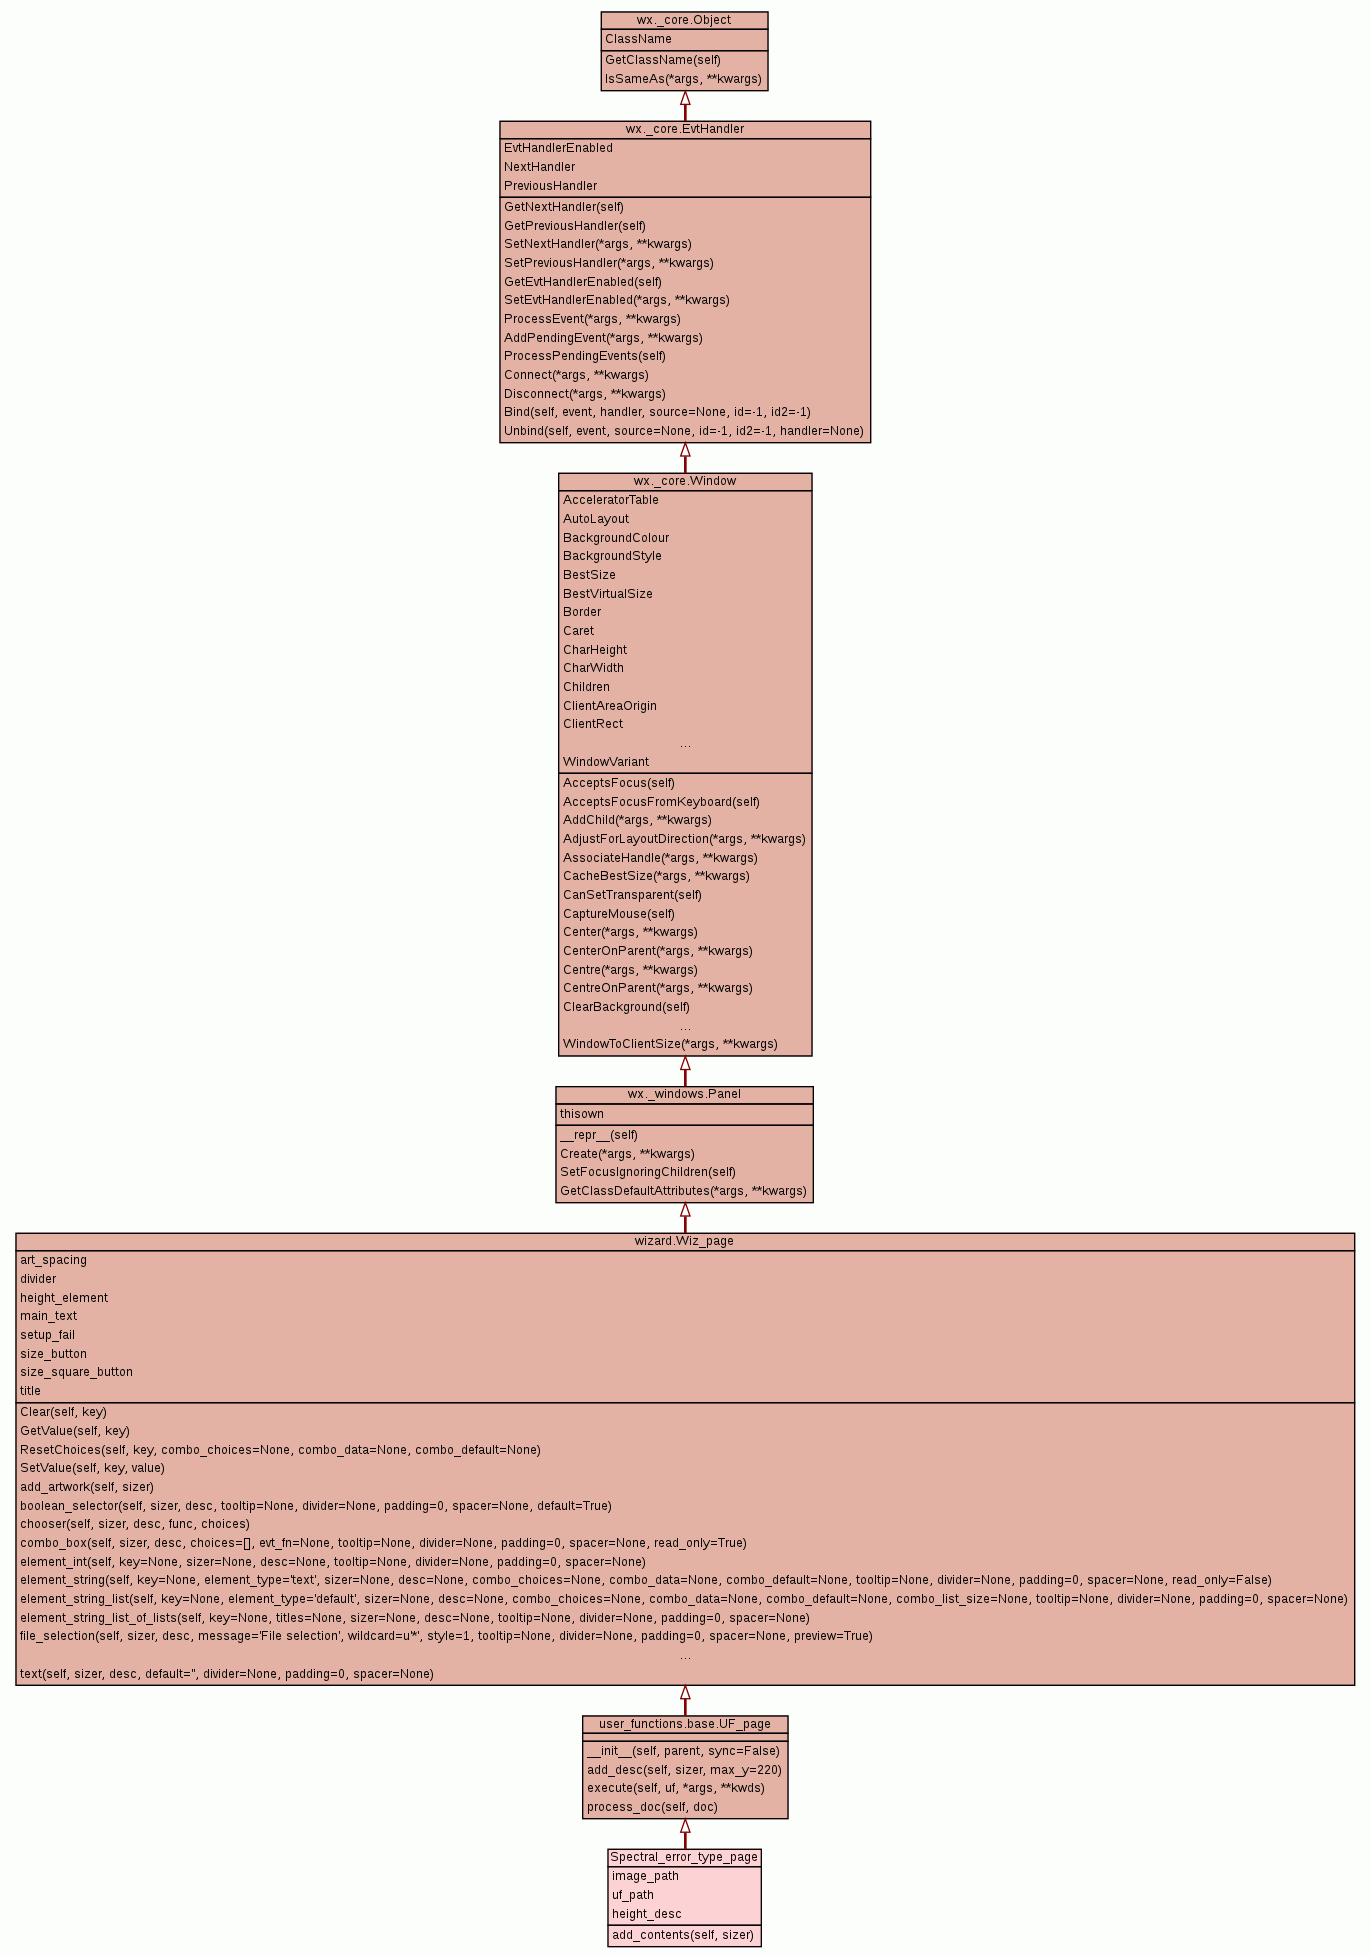 wx._core.Object
ClassName
GetClassName(self)
IsSameAs(*args, **kwargs)
wx._core.EvtHandler
EvtHandlerEnabled
NextHandler
PreviousHandler
GetNextHandler(self)
GetPreviousHandler(self)
SetNextHandler(*args, **kwargs)
SetPreviousHandler(*args, **kwargs)
GetEvtHandlerEnabled(self)
SetEvtHandlerEnabled(*args, **kwargs)
ProcessEvent(*args, **kwargs)
AddPendingEvent(*args, **kwargs)
ProcessPendingEvents(self)
Connect(*args, **kwargs)
Disconnect(*args, **kwargs)
Bind(self, event, handler, source=None, id=-1, id2=-1)
Unbind(self, event, source=None, id=-1, id2=-1, handler=None)
wx._core.Window
AcceleratorTable
AutoLayout
BackgroundColour
BackgroundStyle
BestSize
BestVirtualSize
Border
Caret
CharHeight
CharWidth
Children
ClientAreaOrigin
ClientRect
...
WindowVariant
AcceptsFocus(self)
AcceptsFocusFromKeyboard(self)
AddChild(*args, **kwargs)
AdjustForLayoutDirection(*args, **kwargs)
AssociateHandle(*args, **kwargs)
CacheBestSize(*args, **kwargs)
CanSetTransparent(self)
CaptureMouse(self)
Center(*args, **kwargs)
CenterOnParent(*args, **kwargs)
Centre(*args, **kwargs)
CentreOnParent(*args, **kwargs)
ClearBackground(self)
...
WindowToClientSize(*args, **kwargs)
wx._windows.Panel
thisown
__repr__(self)
Create(*args, **kwargs)
SetFocusIgnoringChildren(self)
GetClassDefaultAttributes(*args, **kwargs)
wizard.Wiz_page
art_spacing
divider
height_element
main_text
setup_fail
size_button
size_square_button
title
Clear(self, key)
GetValue(self, key)
ResetChoices(self, key, combo_choices=None, combo_data=None, combo_default=None)
SetValue(self, key, value)
add_artwork(self, sizer)
boolean_selector(self, sizer, desc, tooltip=None, divider=None, padding=0, spacer=None, default=True)
chooser(self, sizer, desc, func, choices)
combo_box(self, sizer, desc, choices=[], evt_fn=None, tooltip=None, divider=None, padding=0, spacer=None, read_only=True)
element_int(self, key=None, sizer=None, desc=None, tooltip=None, divider=None, padding=0, spacer=None)
element_string(self, key=None, element_type='text', sizer=None, desc=None, combo_choices=None, combo_data=None, combo_default=None, tooltip=None, divider=None, padding=0, spacer=None, read_only=False)
element_string_list(self, key=None, element_type='default', sizer=None, desc=None, combo_choices=None, combo_data=None, combo_default=None, combo_list_size=None, tooltip=None, divider=None, padding=0, spacer=None)
element_string_list_of_lists(self, key=None, titles=None, sizer=None, desc=None, tooltip=None, divider=None, padding=0, spacer=None)
file_selection(self, sizer, desc, message='File selection', wildcard=u'*', style=1, tooltip=None, divider=None, padding=0, spacer=None, preview=True)
...
text(self, sizer, desc, default='', divider=None, padding=0, spacer=None)
user_functions.base.UF_page
__init__(self, parent, sync=False)
add_desc(self, sizer, max_y=220)
execute(self, uf, *args, **kwds)
process_doc(self, doc)
Spectral_error_type_page
image_path
uf_path
height_desc
add_contents(self, sizer)